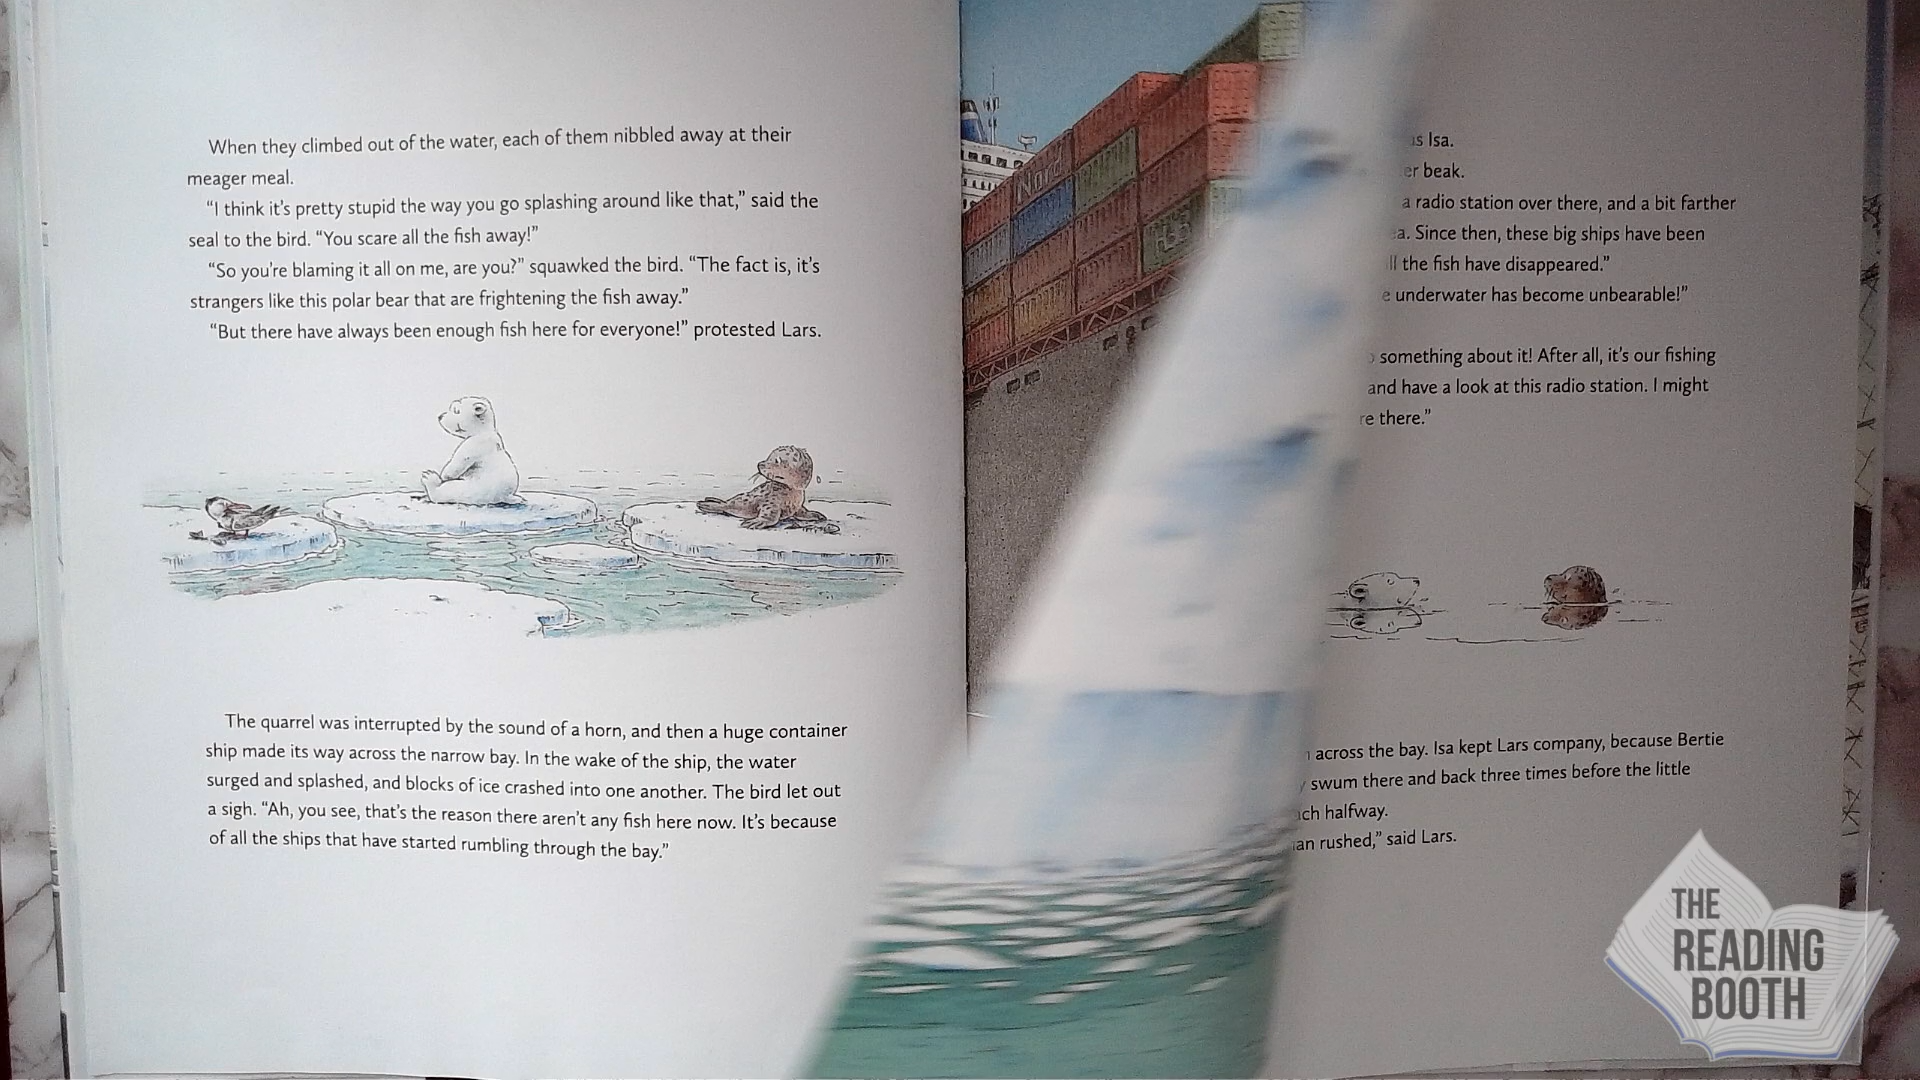 When they climbed out of the water, each of them nibbled away at their
meager meal.
“I think it’s pretty stupid the way you go splashing around like that,” said the
seal to the bird. “You scare all the fish away!”
“So you’re blaming it all on me, are you?” squawked the bird. “The fact is, it’s
strangers like this polar bear that are frightening the fish away.”
“But there have always been enough fish here for everyone!” protested Lars.
The quarrel was interrupted by the sound of a horn, and then a huge container
ship made its way across the narrow bay. In the wake of the ship, the water
surged and splashed, and blocks of ice crashed into one another. The bird let out
a sigh. “Ah, you see, that’s the reason there aren’t any fish here now. It’s because
of all the ships that have started rumbling through the bay.”
Nord
Isa.
beak.
a radio station over there, and a bit farther
Since then, these big ships have been
the fish have disappeared.”
underwater has become unbearable!”
something about it! After all, it’s our fishing
and have a look at this radio station. I might
there.”
across the bay. Isa kept Lars company, because Bertie
swum there and back three times before the little
halfway.
rushed,” said Lars.
THE
READING
BOOTH